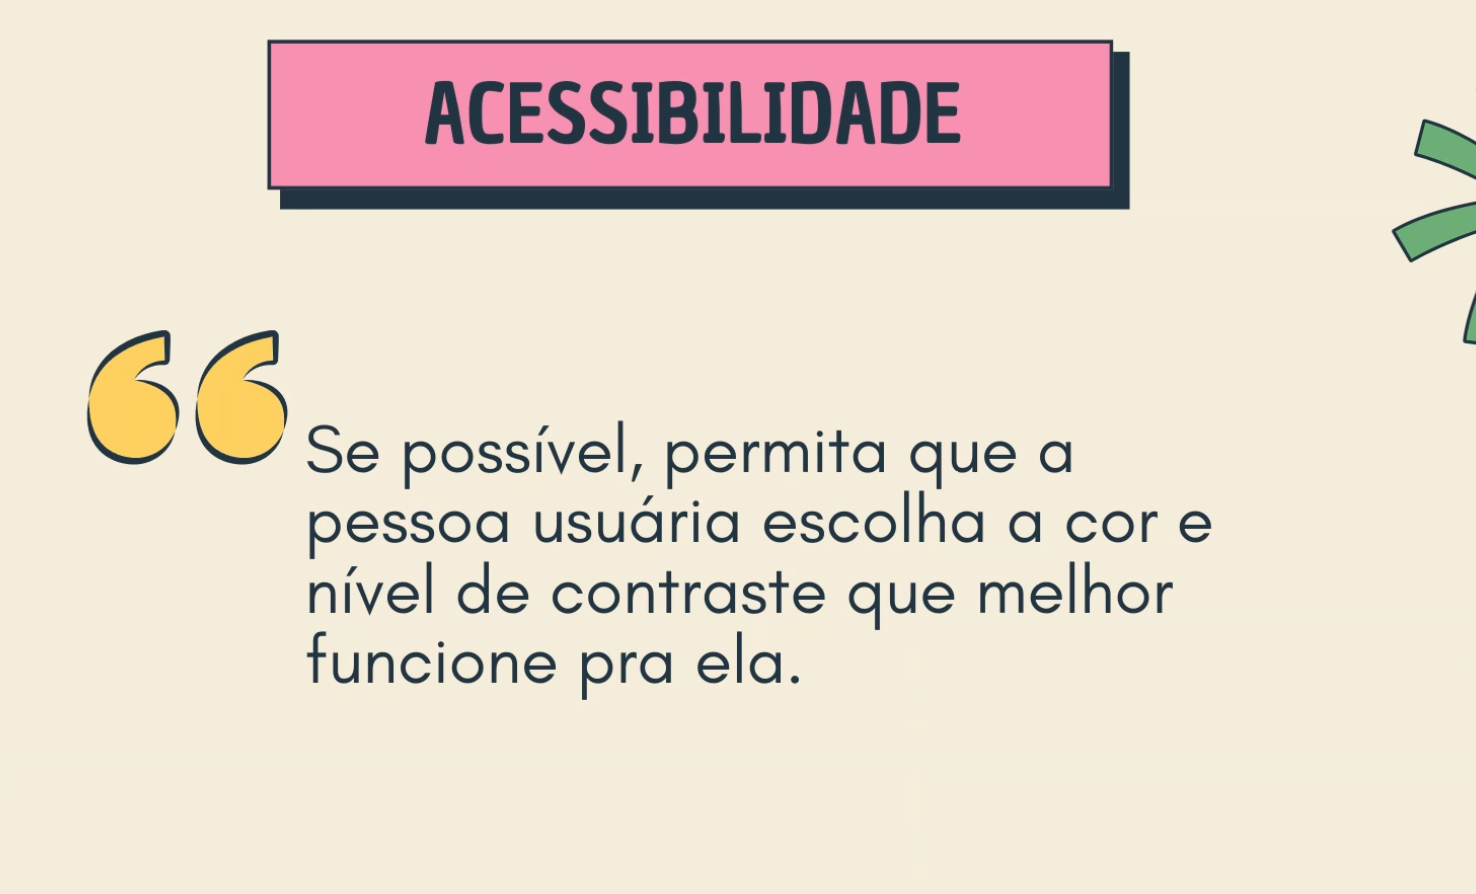 ACESSIBILIDADE
Se possível, permita que a
pessoa usuária escolha a cor e
nível de contraste que melhor
funcione pra ela.